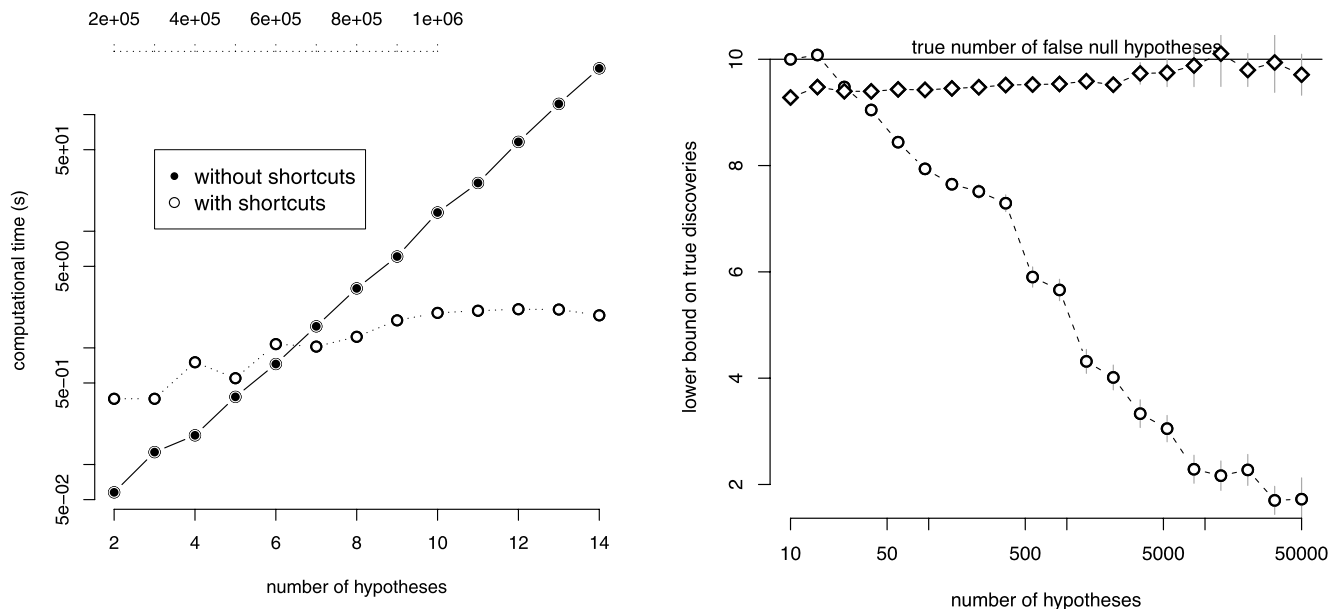 2e+05 4e+05 6e+05 8e+05 1e+06
computational time (s)
5e+01
5e+00
5e−01
5e−02
without shortcuts
with shortcuts
2 4 6 8 10 12 14
number of hypotheses
true number of false null hypotheses
lower bound on true discoveries
10
8
6
4
2
10 50 500 5000 50000
number of hypotheses